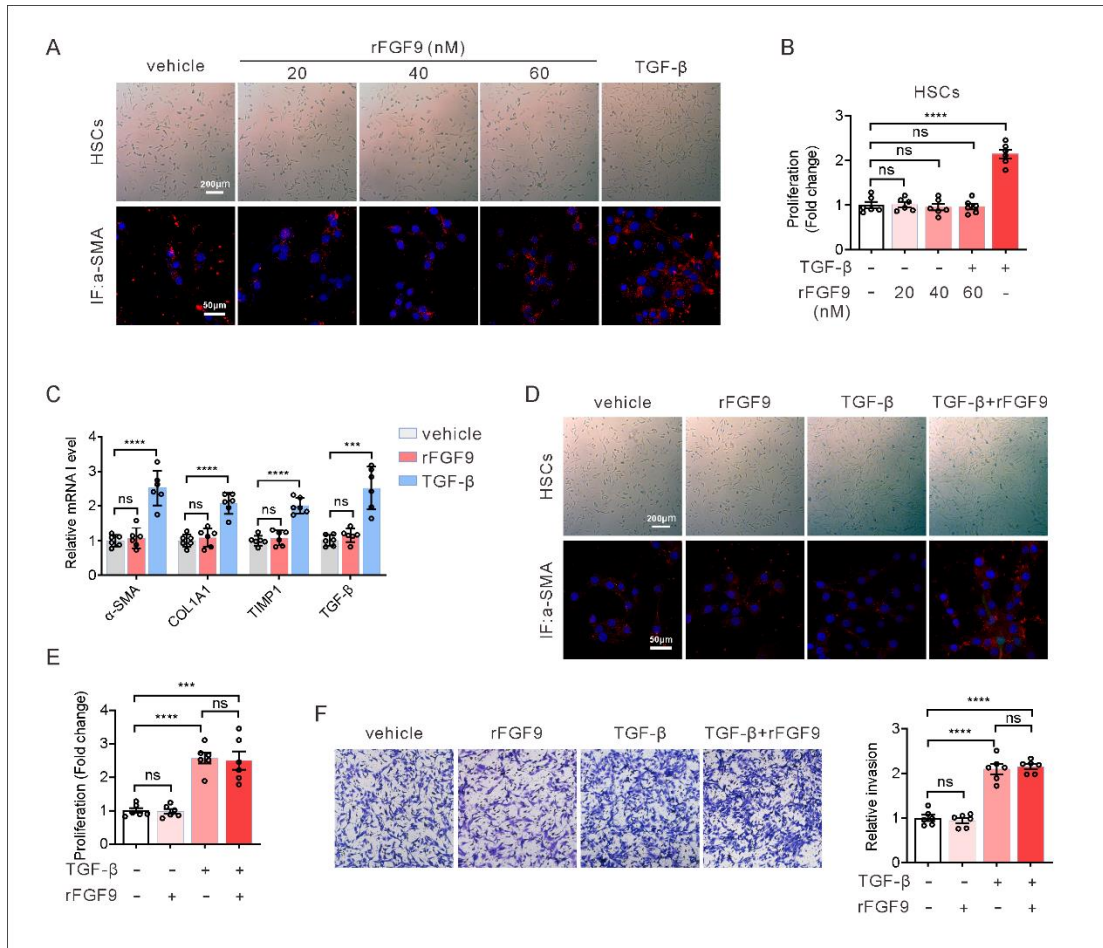 A
rFGF9 (nM)
vehicle
20
40
60
TGF-β
HSCs
200μm
IF:a-SMA
50μm
B
HSCs
****
ns
ns
ns
Proliferation
(Fold change)
3
2
1
0
TGF-β - - - + +
rFGF9 - 20 40 60 -
(nM)
C
Relative mRNA l evel
4
3
2
1
0
****
ns
****
ns
****
ns
***
ns
vehicle
rFGF9
TGF-β
α-SMA
COL1A1
TIMP1
TGF-β
D
vehicle
rFGF9
TGF-β
TGF-β+rFGF9
HSCs
200μm
IF:a-SMA
50μm
E
Proliferation (Fold change)
4
3
2
1
0
***
****
ns
ns
TGF-β - - + +
rFGF9 - + - +
F
vehicle
rFGF9
TGF-β
TGF-β+rFGF9
Relative invasion
3
2
1
0
****
****
ns
ns
TGF-β - - + +
rFGF9 - + - +